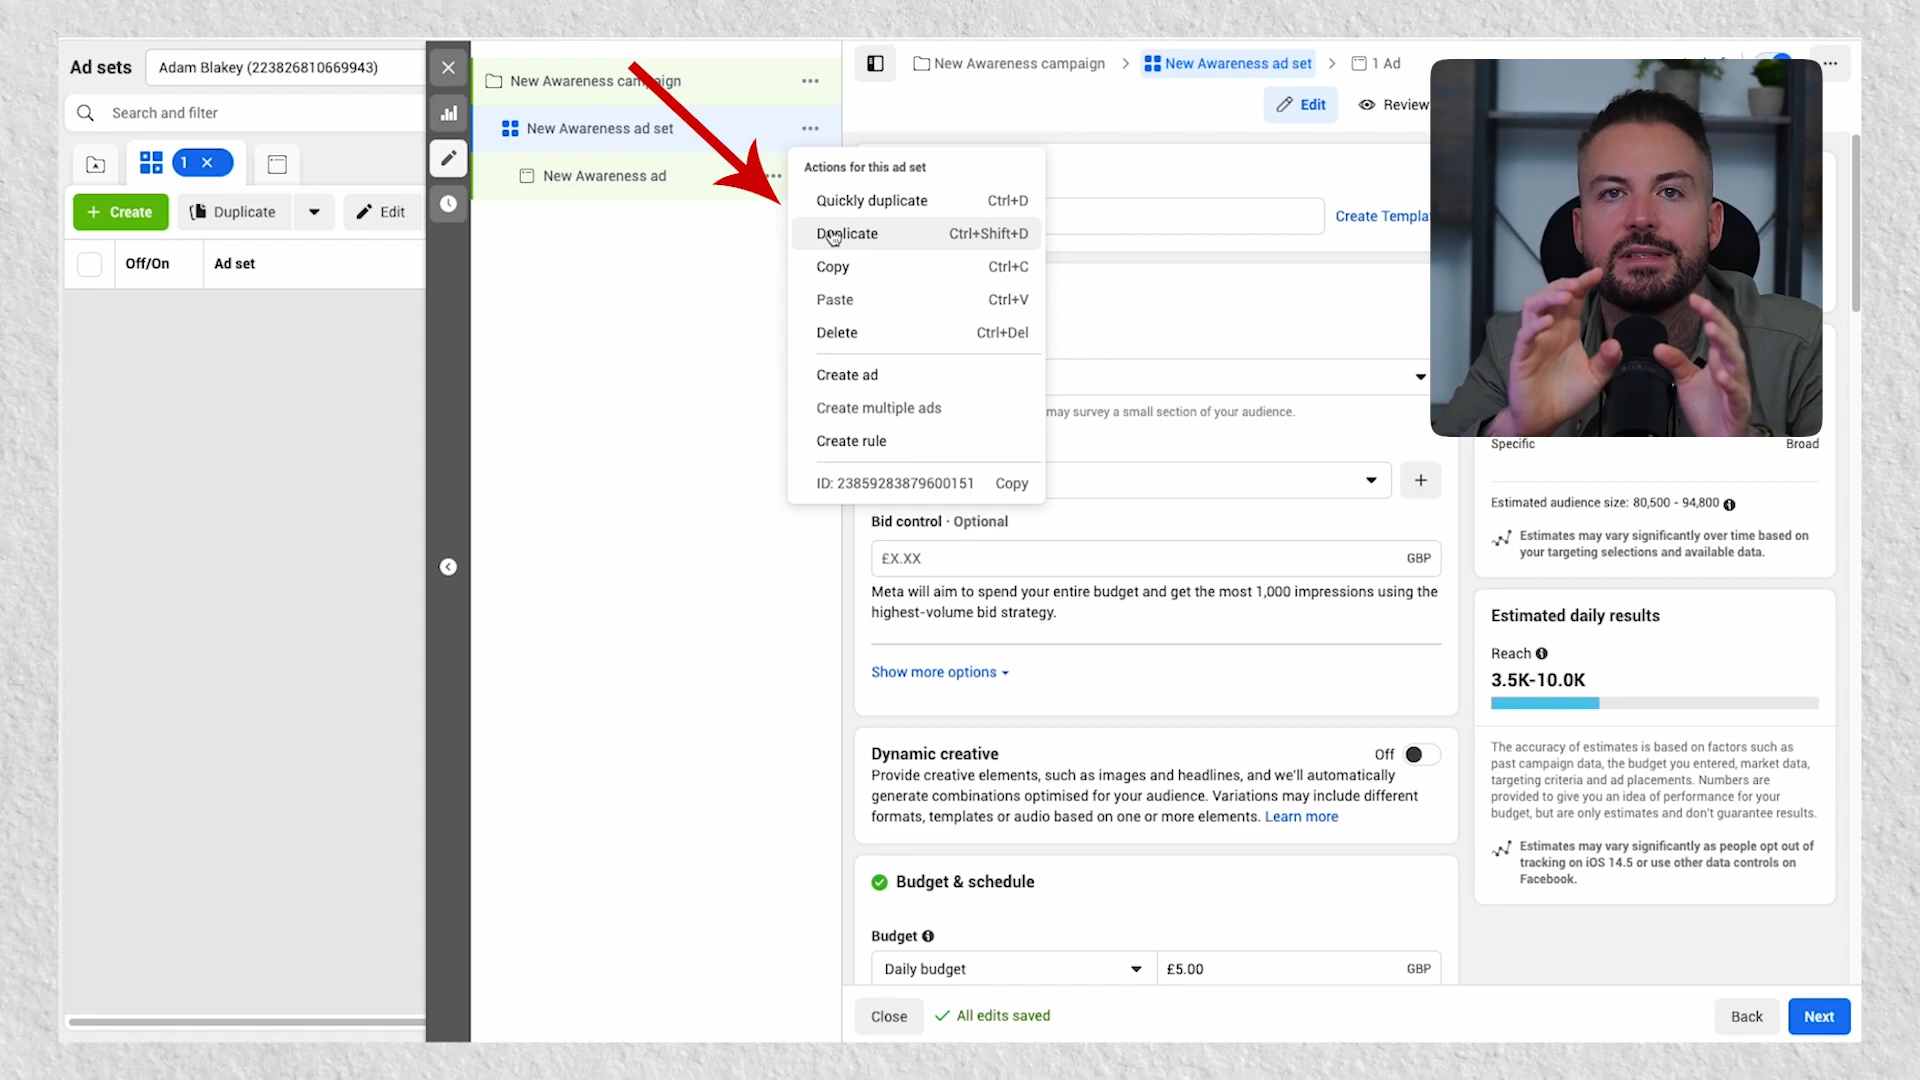 Ad sets
Adam Blakey (223826810669943)
Search and filter
1
+ Create
Duplicate
Edit
Off/On
Ad set
New Awareness campaign
New Awareness ad set
New Awareness ad
New Awareness campaign
New Awareness ad set
1 Ad
Edit
Review
Actions for this ad set
Quickly duplicate Ctrl+D
Duplicate Ctrl+Shift+D
Copy Ctrl+C
Paste Ctrl+V
Delete Ctrl+Del
Create ad
Create multiple ads
Create rule
ID: 23859283879600151 Copy
may survey a small section of your audience.
Bid control · Optional
£X.XX GBP
Meta will aim to spend your entire budget and get the most 1,000 impressions using the
highest-volume bid strategy.
Show more options
Dynamic creative Off
Provide creative elements, such as images and headlines, and we'll automatically
generate combinations optimised for your audience. Variations may include different
formats, templates or audio based on one or more elements. Learn more
Budget & schedule
Budget
Daily budget
£5.00 GBP
Close
All edits saved
Back
Next
Create Templa
Specific Broad
Estimated audience size: 80,500 - 94,800
Estimates may vary significantly over time based on
your targeting selections and available data.
Estimated daily results
Reach
3.5K-10.0K
The accuracy of estimates is based on factors such as
past campaign data, the budget you entered, market data,
targeting criteria and ad placements. Numbers are
provided to give you an idea of performance for your
budget, but are only estimates and don't guarantee results.
Estimates may vary significantly as people opt out of
tracking on iOS 14.5 or use other data controls on
Facebook.